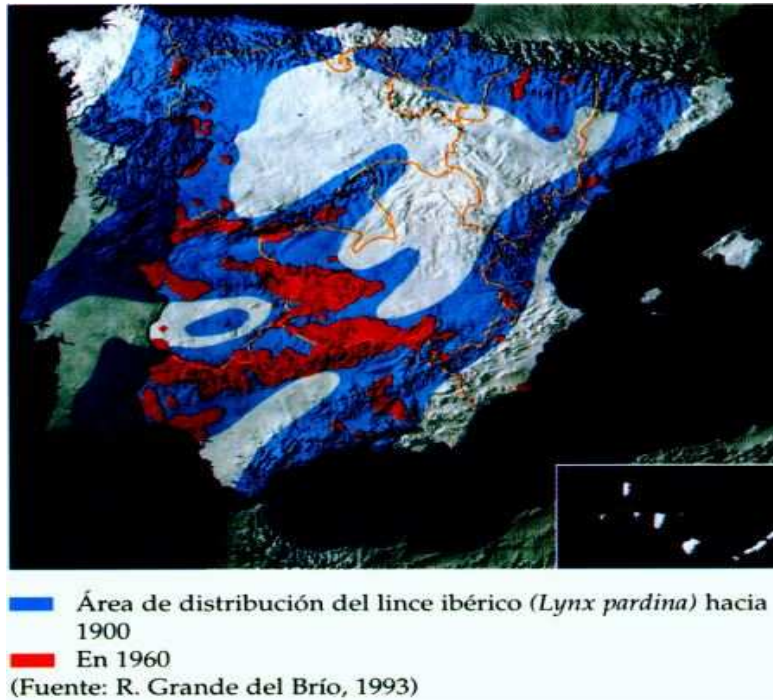 Área de distribución del lince ibérico (Lynx pardina) hacia
1900
En 1960
(Fuente: R. Grande del Brío, 1993)